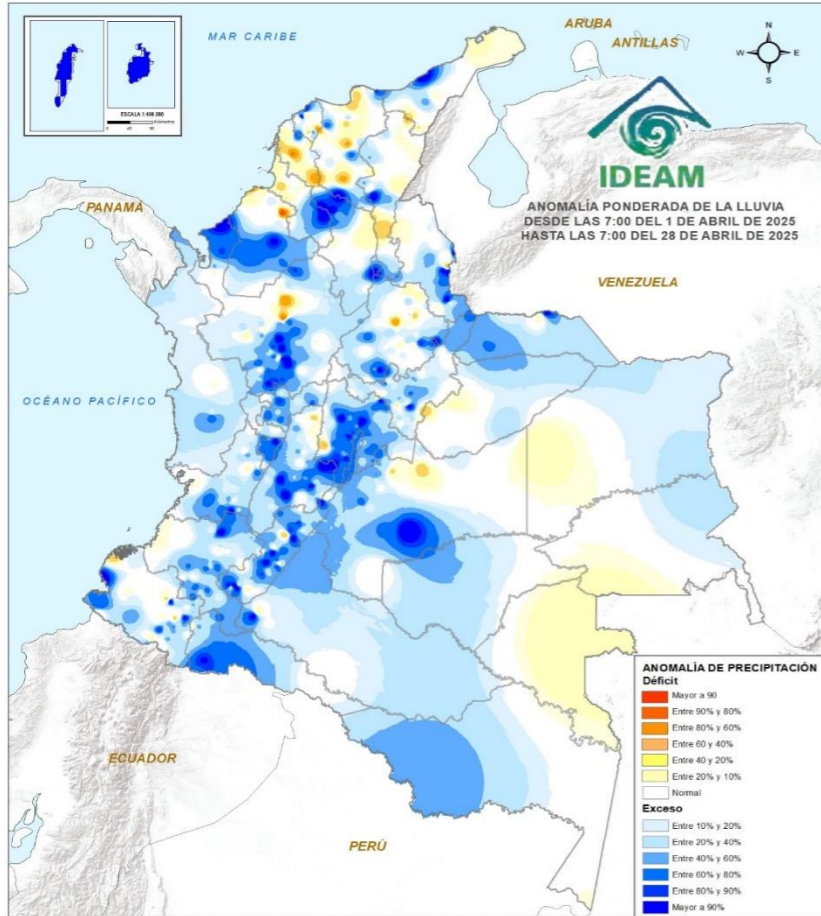 MAR CARIBE
ARUBA
ANTILLAS
N
W E
S
ESCALA 1:400.000
IDEAM
ANOMALÍA PONDERADA DE LA LLUVIA
DESDE LAS 7:00 DEL 1 DE ABRIL DE 2025
HASTA LAS 7:00 DEL 28 DE ABRIL DE 2025
PANAMÁ
VENEZUELA
OCÉANO PACÍFICO
ECUADOR
PERÚ
ANOMALÍA DE PRECIPITACIÓN
Déficit
Mayor a 90
Entre 90% y 80%
Entre 80% y 60%
Entre 60 y 40%
Entre 40 y 20%
Entre 20% y 10%
Normal
Exceso
Entre 10% y 20%
Entre 20% y 40%
Entre 40% y 60%
Entre 60% y 80%
Entre 80% y 90%
Mayor a 90%